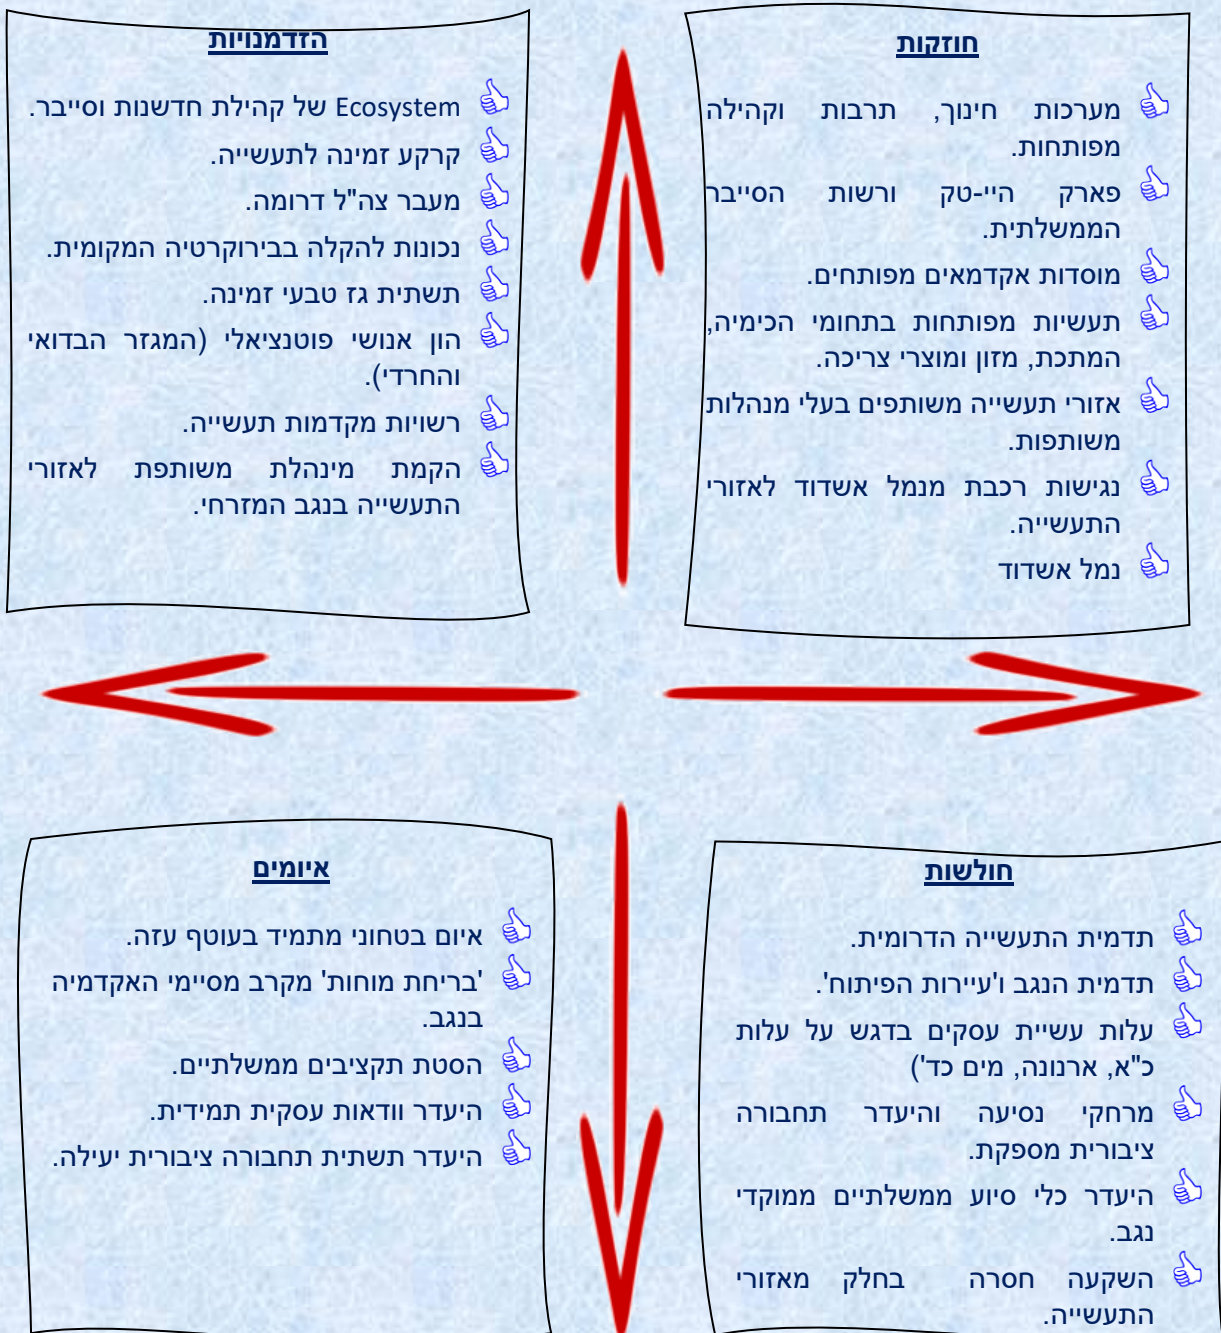 חוזקות
מערכות חינוך, תרבות וקהילה
מפותחות.
פארק היי-טק ורשות הסייבר
הממשלתית.
מוסדות אקדמאים מפותחים.
תעשיות מפותחות בתחומי הכימיה,
המתכת, מזון ומוצרי צריכה.
אזורי תעשייה משותפים בעלי מנהלות
משותפות.
נגישות רכבת מנמל אשדוד לאזורי
התעשייה.
נמל אשדוד
הזדמנויות
Ecosystem של קהילת חדשנות וסייבר.
קרקע זמינה לתעשייה.
מעבר צה"ל דרומה.
נכונות להקלה בבירוקרטיה המקומית.
תשתית גז טבעי זמינה.
הון אנושי פוטנציאלי (המגזר הבדואי
והחרדי).
רשויות מקדמות תעשייה.
הקמת מינהלת משותפת לאזורי
התעשייה בנגב המזרחי.
חולשות
תדמית התעשייה הדרומית.
תדמית הנגב ו'עיירות הפיתוח'.
עלות עשיית עסקים בדגש על עלות
כ"א, ארנונה, מים כד')
מרחקי נסיעה והיעדר תחבורה
ציבורית מספקת.
היעדר כלי סיוע ממשלתיים ממוקדי
נגב.
השקעה חסרה בחלק מאזורי
התעשייה.
איומים
איום בטחוני מתמיד בעוטף עזה.
'בריחת מוחות' מקרב מסיימי האקדמיה
בנגב.
הסטת תקציבים ממשלתיים.
היעדר וודאות עסקית תמידית.
היעדר תשתית תחבורה ציבורית יעילה.